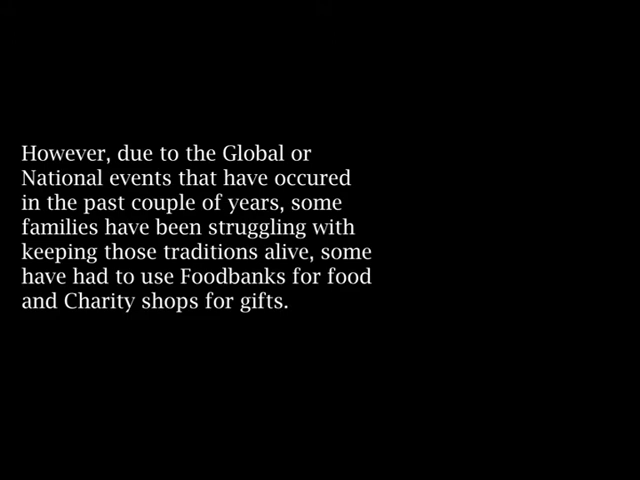 However, due to the Global or
National events that have occured
in the past couple of years, some
families have been struggling with
keeping those traditions alive, some
have had to use Foodbanks for food
and Charity shops for gifts.